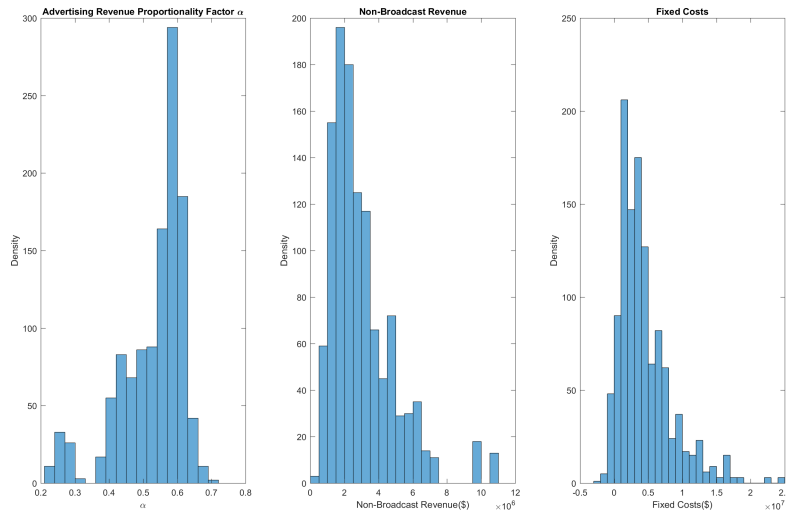 Advertising Revenue Proportionality Factor α
300
250
200
150
100
50
0
Density
0.2 0.3 0.4 0.5 0.6 0.7 0.8
α
Non-Broadcast Revenue
200
180
160
140
120
100
80
60
40
20
0
Density
0 2 4 6 8 10 12
Non-Broadcast Revenue($) ×10⁶
Fixed Costs
250
200
150
100
50
0
Density
-0.5 0 0.5 1 1.5 2 2.5
Fixed Costs($) ×10⁷